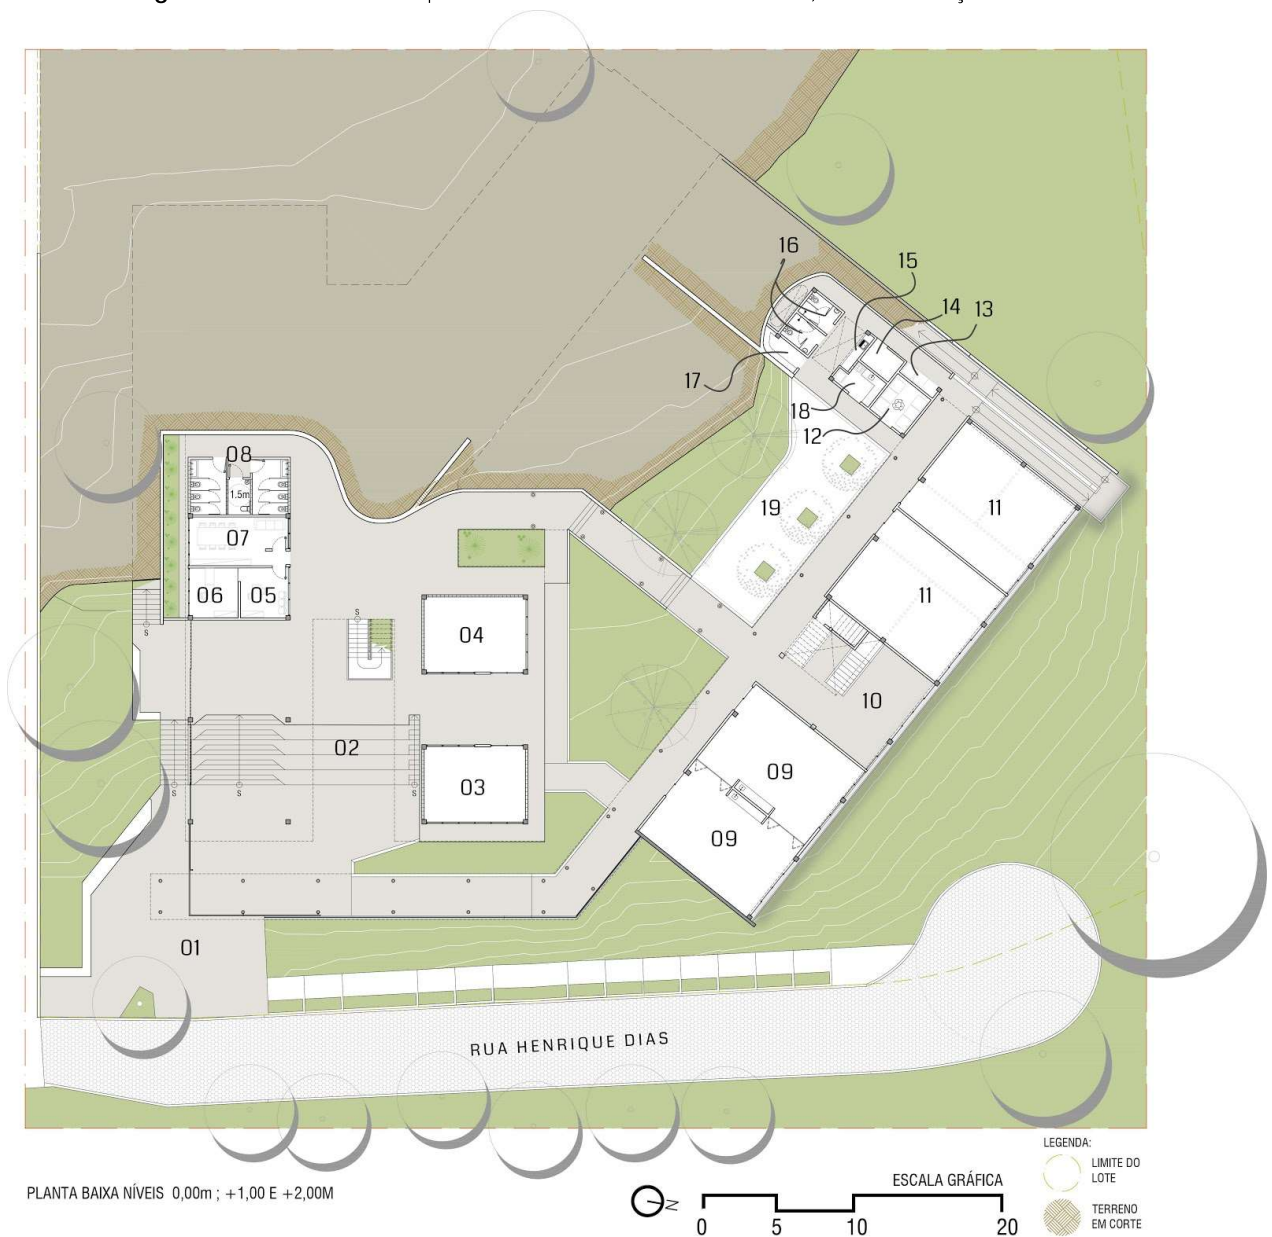 16
15
14
13
17
18
12
11
08
1.5m
19
07
11
06
05
S
S
04
10
02
09
03
S
S
S
09
01
RUA HENRIQUE DIAS
LEGENDA:
LIMITE DO
LOTE
ESCALA GRÁFICA
PLANTA BAIXA NÍVEIS 0,00m ; +1,00 E +2,00M
N
0
5
10
20
TERRENO
EM CORTE